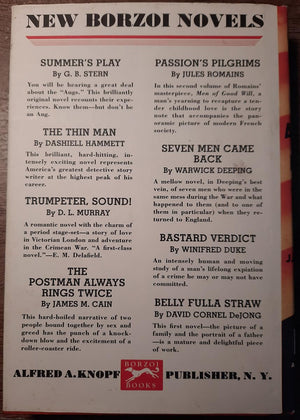 NEW BORZOI NOVELS
SUMMER'S PLAY
By G. B. STERN
You will be hearing a great deal
about the "Augs." This brilliantly
original novel recounts their expe-
riences. Know them—but don't be
an Aug.
THE THIN MAN
By DASHIELL HAMMETT
This brilliant, hard-hitting, in-
tensely exciting novel represents
America's greatest detective story
writer at the highest peak of his
career.
TRUMPETER, SOUND!
By D. L. MURRAY
A romantic novel with the charm of
a period stage-set—a story of love
in Victorian London and adventure
in the Crimean War. "A first-class
novel."—E. M. Delafield.
THE
POSTMAN ALWAYS
RINGS TWICE
By JAMES M. CAIN
This hard-boiled narrative of two
people bound together by sex and
greed has the punch of a knock-
down blow and the excitement of a
roller-coaster ride.
PASSION'S PILGRIMS
By JULES ROMAINS
In this second volume of Romains'
masterpiece, Men of Good Will, a
man's yearning to recapture a ten-
der childhood love is the story
note that accompanies the pan-
oramic picture of modern French
society.
SEVEN MEN CAME
BACK
By WARWICK DEEPING
A mellow novel, in Deeping's best
vein, of seven men who were in the
same mess during the War and what
happened to them (and to one of
them in particular) when they re-
turned to England.
BASTARD VERDICT
By WINIFRED DUKE
An intensely human and moving
study of a man's lifelong expiation
of a crime he may or may not have
committed.
BELLY FULLA STRAW
By DAVID CORNEL DeJONG
This first novel—the picture of a
family and the portrait of a father
—is a mature and delightful piece
of work.
ALFRED A. KNOPF
BORZOI
BOOKS
PUBLISHER, N. Y.